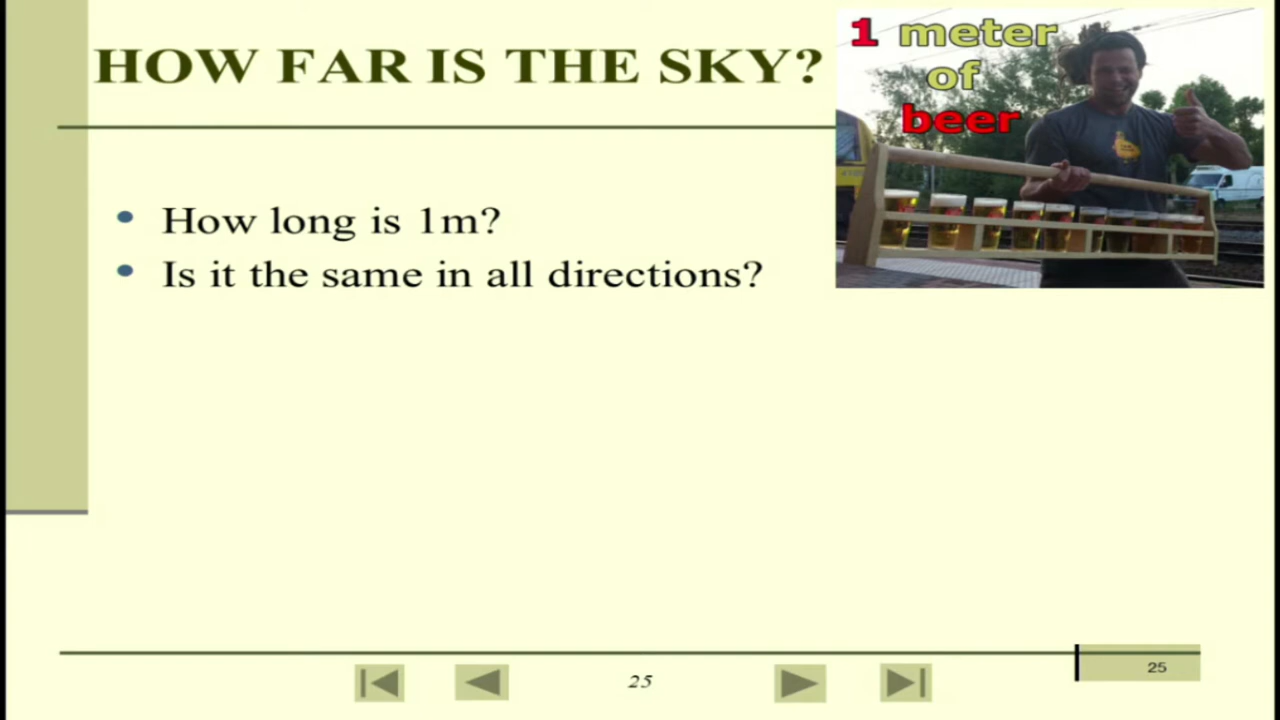 HOW FAR IS THE SKY?
1 meter
of
beer
How long is 1m?
Is it the same in all directions?
25
25